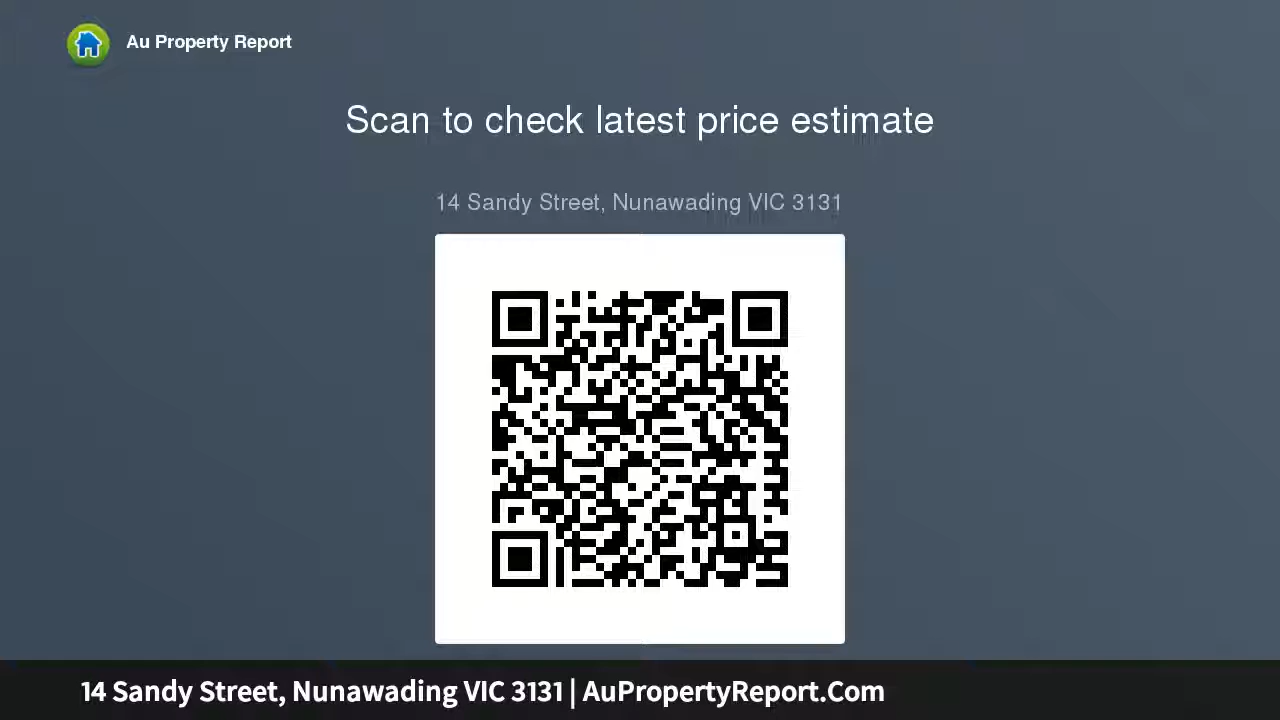 Au Property Report
Scan to check latest price estimate
14 Sandy Street, Nunawading VIC 3131
14 Sandy Street, Nunawading VIC 3131 | AuPropertyReport.Com